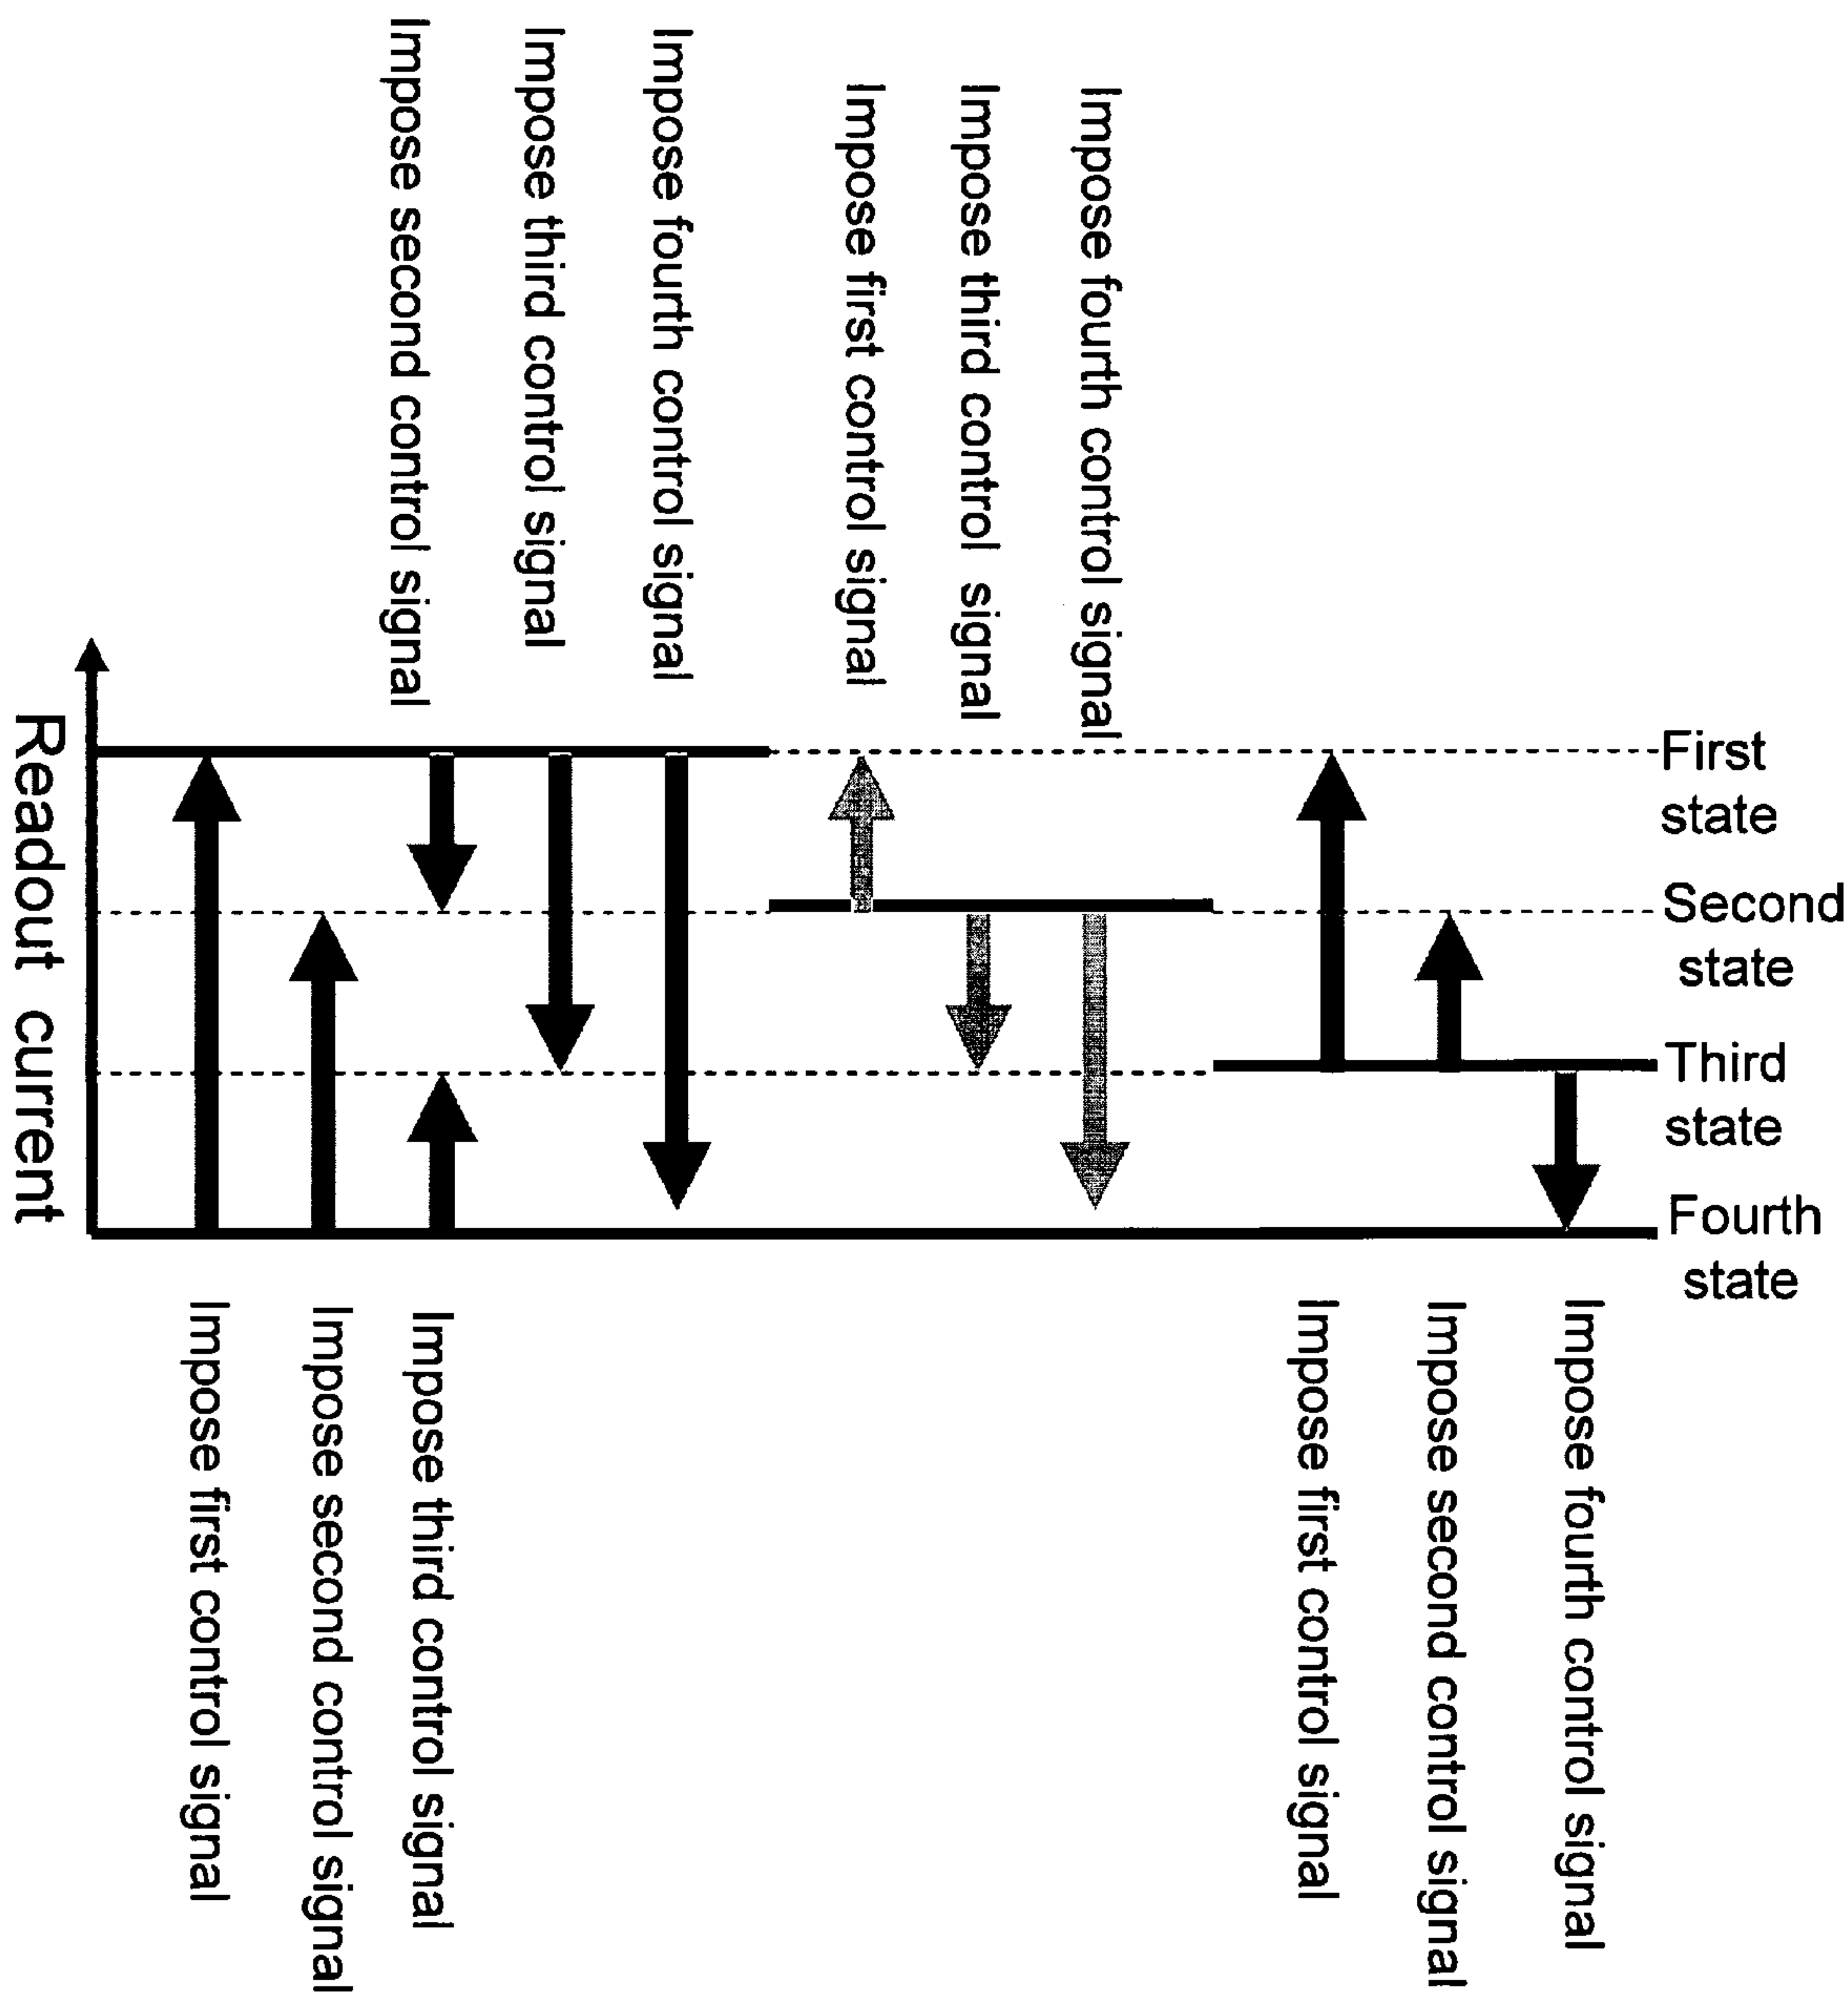 Impose second control signal
Impose third control signal
Impose fourth control signal
Impose first control signal
Impose third control signal
Impose fourth control signal
Readout current
First
state
Second
state
Third
state
Fourth
state
Impose first control signal
Impose second control signal
Impose third control signal
Impose first control signal
Impose second control signal
Impose fourth control signal